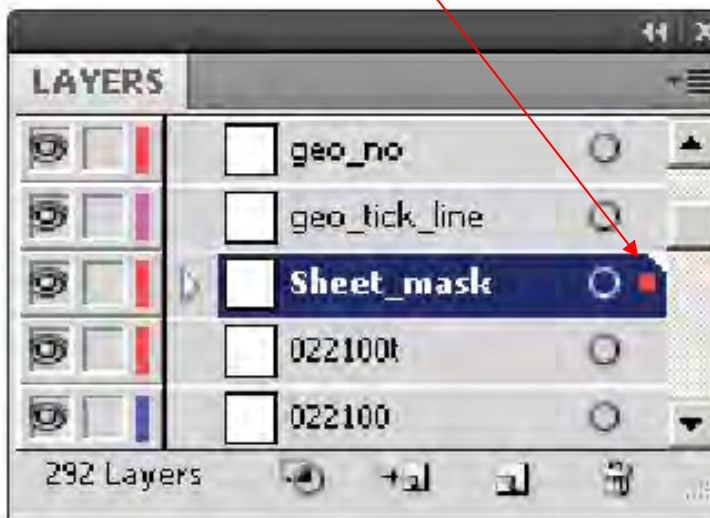 LAYERS
geo_no
geo_tick_line
Sheet_mask
022100t
022100
292 Layers